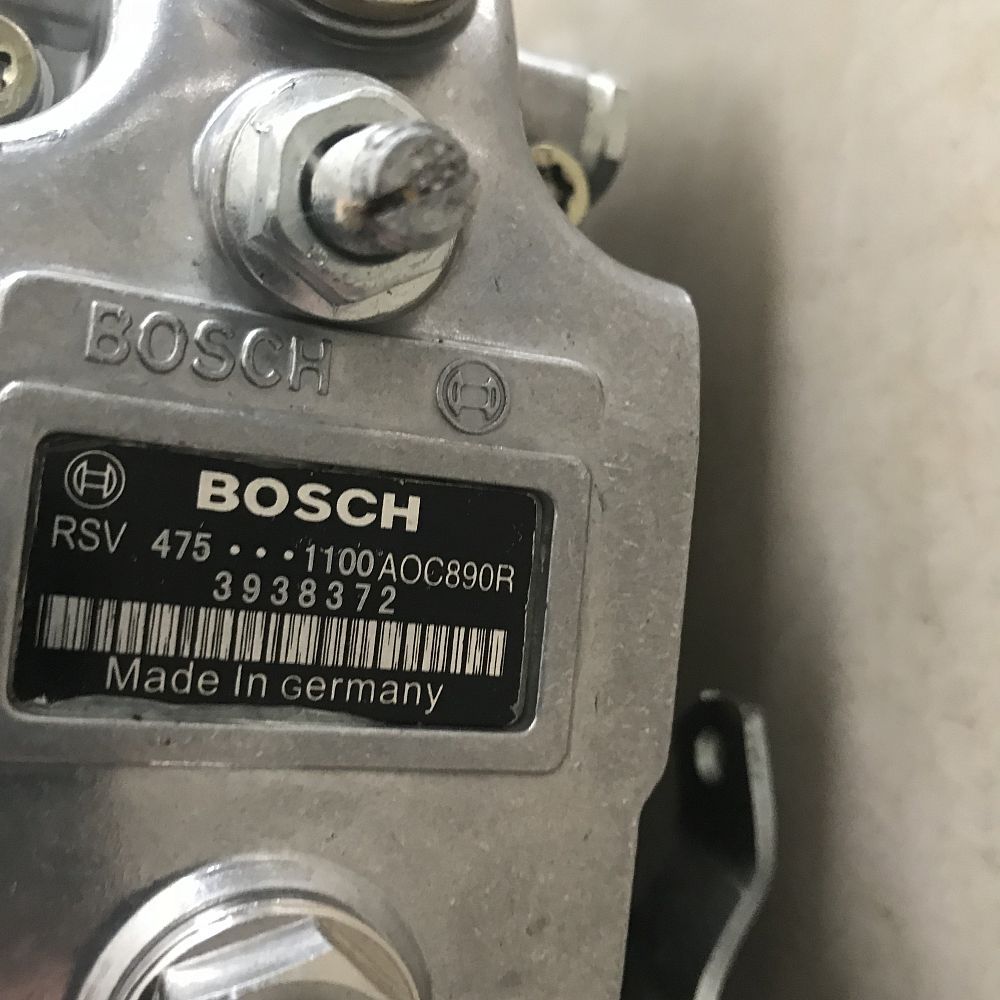 BOSCH
BOSCH
RSV 475 • • • 1100 AOC890R
3938372
Made In Germany